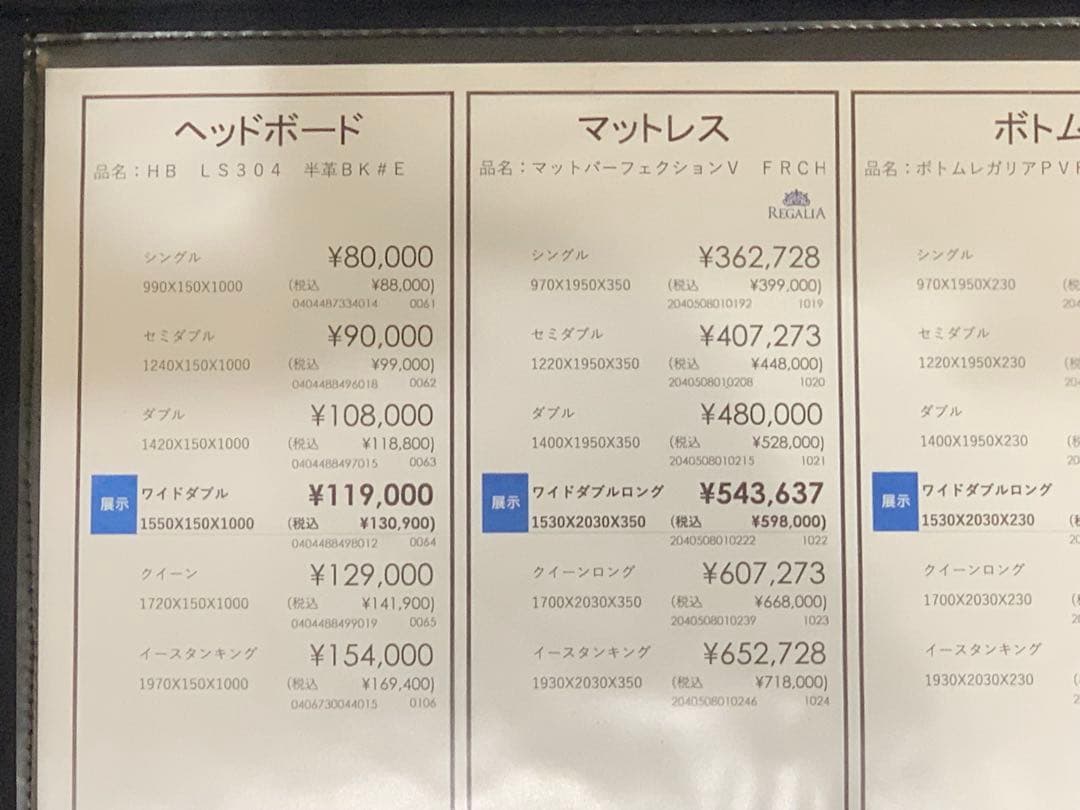 ヘッドボード
品名：ＨＢ　ＬＳ３０４　半革ＢＫ＃Ｅ
シングル ¥80,000
990X150X1000 (税込 ¥88,000)
0404487334014 0061
セミダブル ¥90,000
1240X150X1000 (税込 ¥99,000)
0404488496018 0062
ダブル ¥108,000
1420X150X1000 (税込 ¥118,800)
0404488497015 0063
展示 ワイドダブル ¥119,000
1550X150X1000 (税込 ¥130,900)
0404488498012 0064
クイーン ¥129,000
1720X150X1000 (税込 ¥141,900)
0404488499019 0065
イースタンキング ¥154,000
1970X150X1000 (税込 ¥169,400)
0406730044015 0106
マットレス
品名：マットパーフェクションＶ　ＦＲＣＨ
REGALIA
シングル ¥362,728
970X1950X350 (税込 ¥399,000)
2040508010192 1019
セミダブル ¥407,273
1220X1950X350 (税込 ¥448,000)
2040508010208 1020
ダブル ¥480,000
1400X1950X350 (税込 ¥528,000)
2040508010215 1021
展示 ワイドダブルロング ¥543,637
1530X2030X350 (税込 ¥598,000)
2040508010222 1022
クイーンロング ¥607,273
1700X2030X350 (税込 ¥668,000)
2040508010239 1023
イースタンキング ¥652,728
1930X2030X350 (税込 ¥718,000)
2040508010246 1024
ボトム
品名：ボトムレガリアＰＶ
シングル
970X1950X230
セミダブル
1220X1950X230
ダブル
1400X1950X230
展示 ワイドダブルロング
1530X2030X230
クイーンロング
1700X2030X230
イースタンキング
1930X2030X230